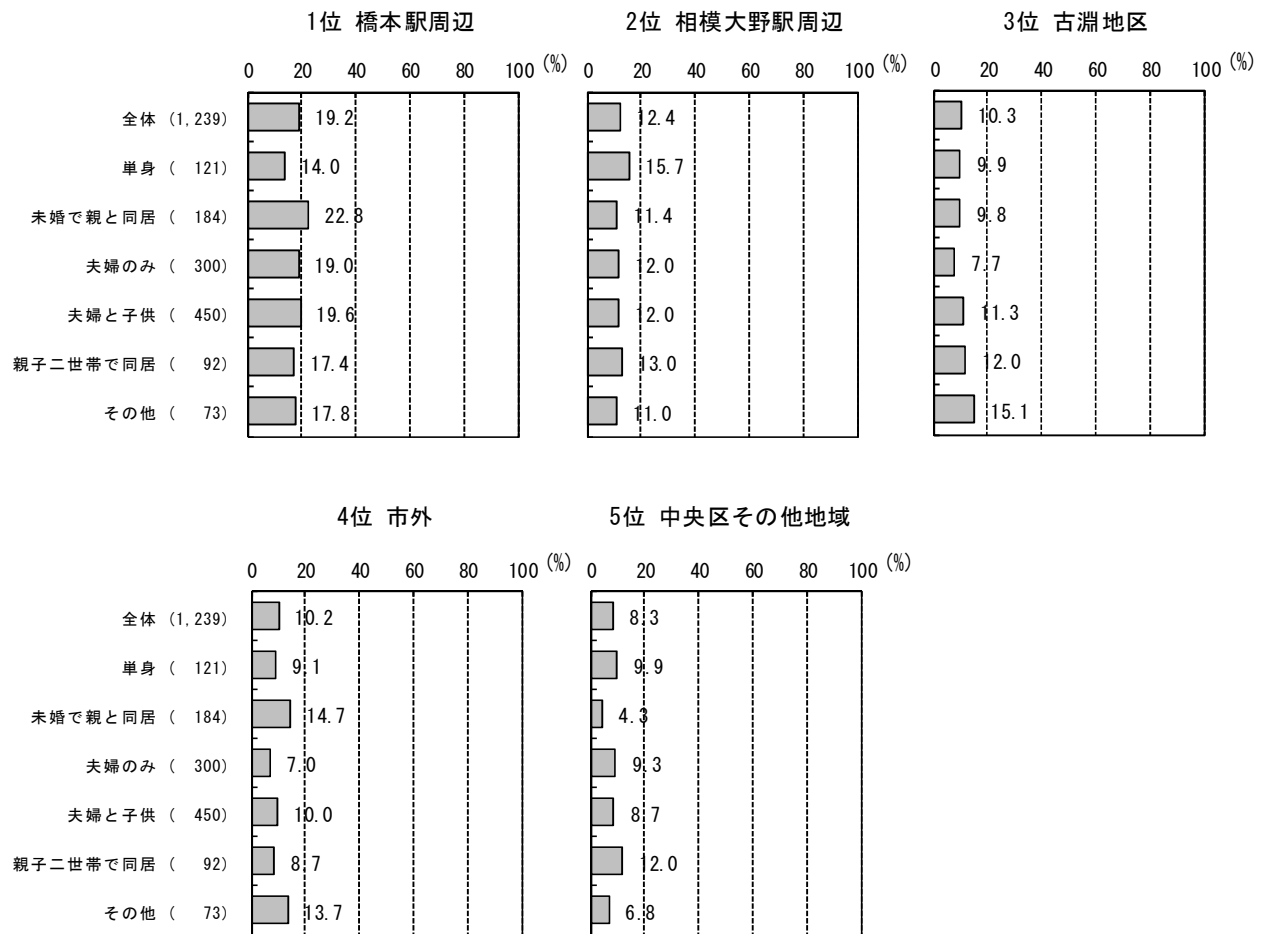 1位 橋本駅周辺
2位 相模大野駅周辺
3位 古淵地区
0 20 40 60 80 100 (%)
0 20 40 60 80 100 (%)
0 20 40 60 80 100 (%)
全体 (1,239) 19.2 12.4 10.3
単身 ( 121) 14.0 15.7 9.9
未婚で親と同居 ( 184) 22.8 11.4 9.8
夫婦のみ ( 300) 19.0 12.0 7.7
夫婦と子供 ( 450) 19.6 12.0 11.3
親子二世帯で同居 ( 92) 17.4 13.0 12.0
その他 ( 73) 17.8 11.0 15.1
4位 市外
5位 中央区その他地域
0 20 40 60 80 100 (%)
0 20 40 60 80 100 (%)
全体 (1,239) 10.2 8.3
単身 ( 121) 9.1 9.9
未婚で親と同居 ( 184) 14.7 4.3
夫婦のみ ( 300) 7.0 9.3
夫婦と子供 ( 450) 10.0 8.7
親子二世帯で同居 ( 92) 8.7 12.0
その他 ( 73) 13.7 6.8